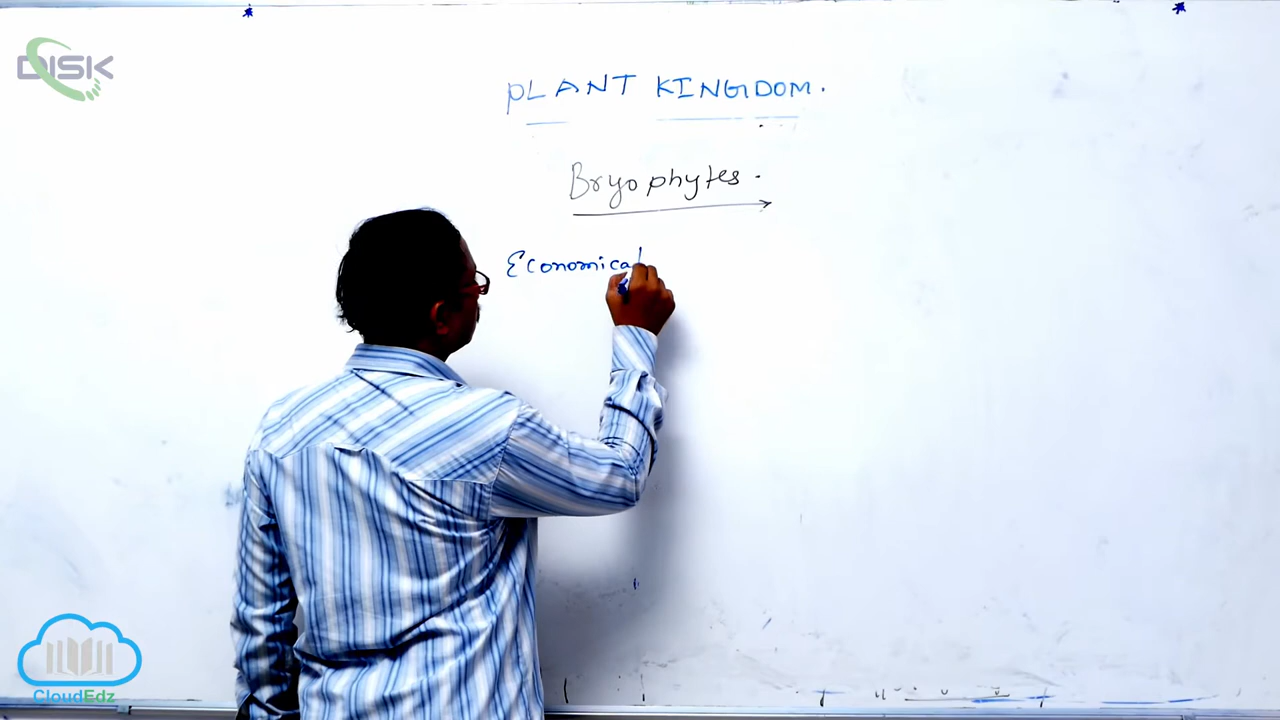 DISK
PLANT KINGDOM.
Bryophytes.
Economical
CloudEdz